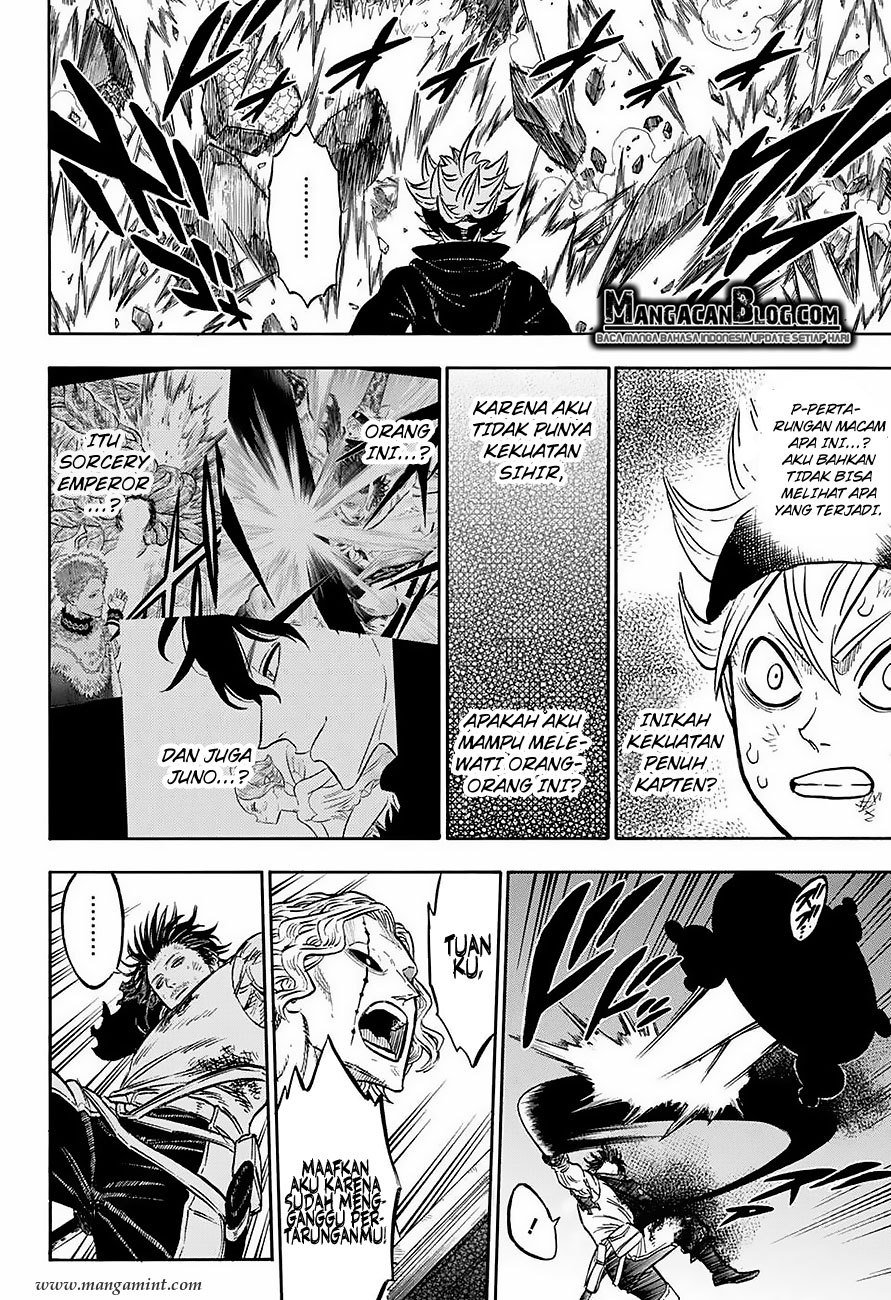 ………
MANGACANBLOG.COM
BACA MANGA BAHASA INDONESIA UPDATE SETIAP HARI
P-PERTA-
RUNGAN MACAM
APA INI...?
AKU BAHKAN
TIDAK BISA
MELIHAT APA
YANG TERJADI.
INIKAH
KEKUATAN
PENUH
KAPTEN?
KARENA AKU
TIDAK PUNYA
KEKUATAN
SIHIR,
APAKAH AKU
MAMPU MELE-
WATI ORANG-
ORANG INI?
ORANG
INI...?
ITU
SORCERY
EMPEROR
...?
DAN JUGA
JUNO...?
!
TUAN
KU,
MAAFKAN
AKU KARENA
SUDAH MENG-
GANGGU PER-
TARUNGANMU!
………
www.mangamint.com